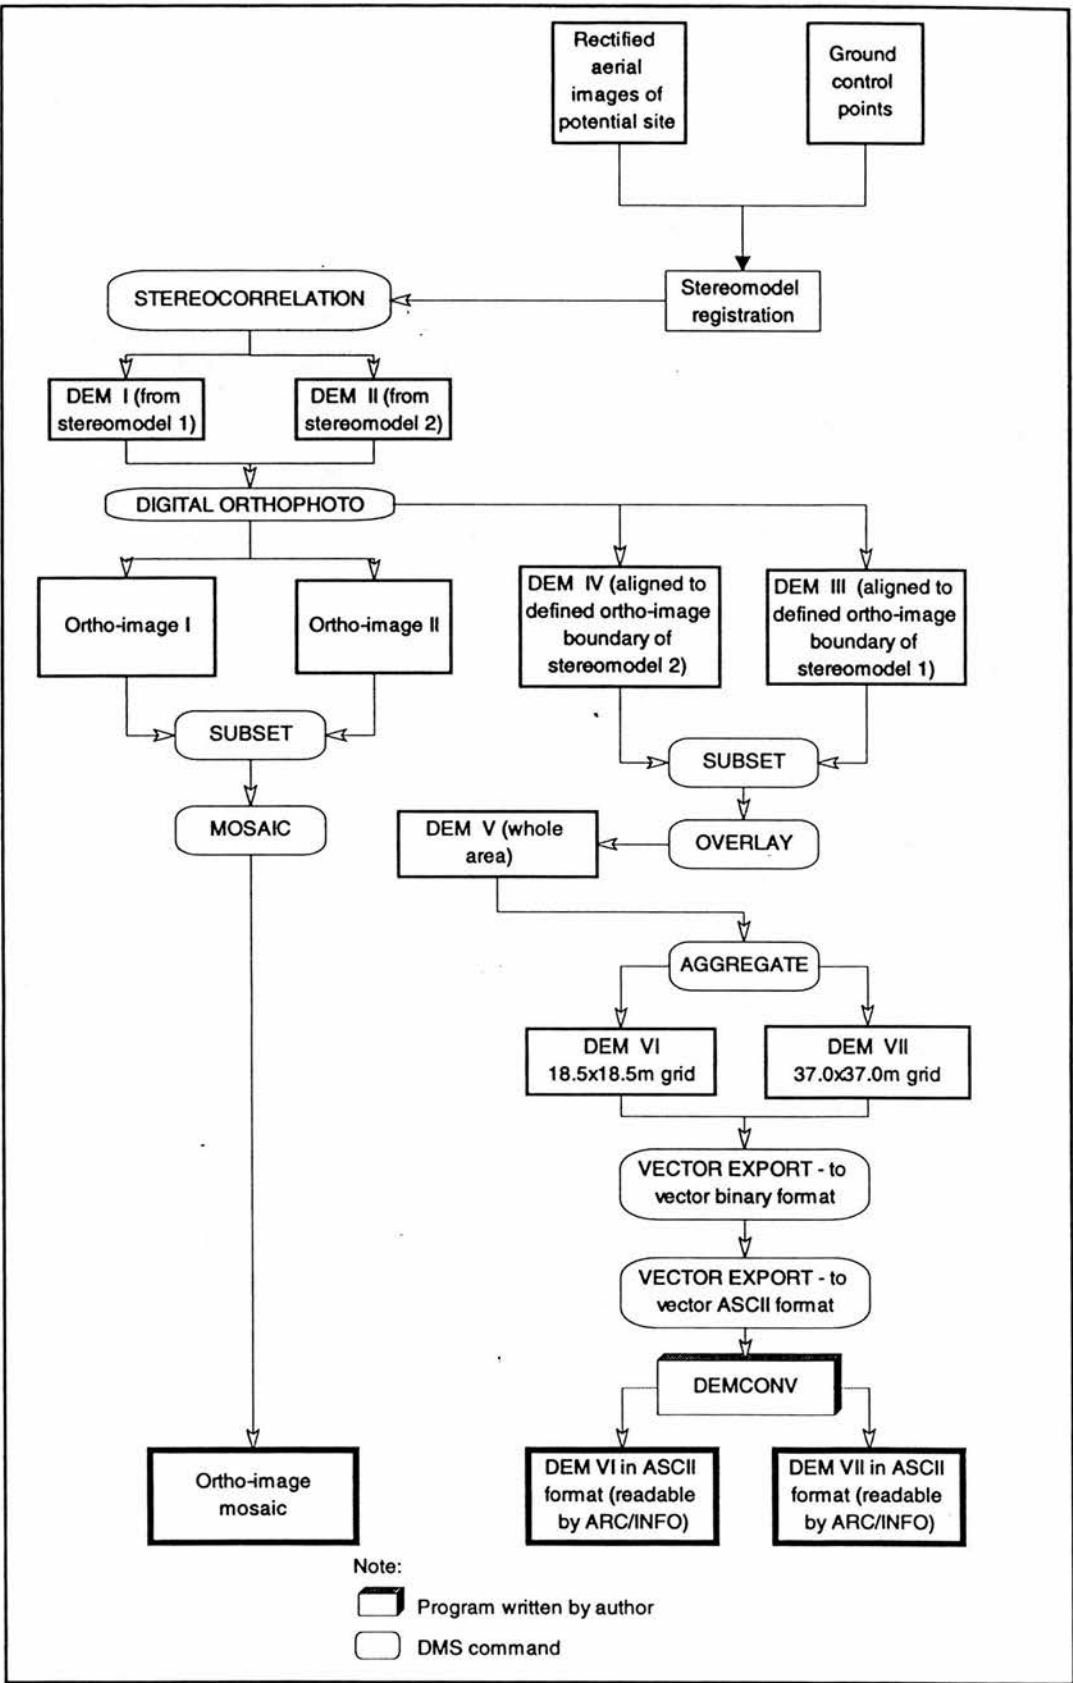 Rectified
aerial
images of
potential site
Ground
control
points
Stereomodel
registration
STEREOCORRELATION
DEM I (from
stereomodel 1)
DEM II (from
stereomodel 2)
DIGITAL ORTHOPHOTO
Ortho-image I
Ortho-image II
DEM IV (aligned to
defined ortho-image
boundary of
stereomodel 2)
DEM III (aligned to
defined ortho-image
boundary of
stereomodel 1)
SUBSET
SUBSET
MOSAIC
DEM V (whole
area)
OVERLAY
AGGREGATE
DEM VI
18.5x18.5m grid
DEM VII
37.0x37.0m grid
VECTOR EXPORT - to
vector binary format
VECTOR EXPORT - to
vector ASCII format
DEMCONV
Ortho-image
mosaic
DEM VI in ASCII
format (readable
by ARC/INFO)
DEM VII in ASCII
format (readable
by ARC/INFO)
Note:
Program written by author
DMS command